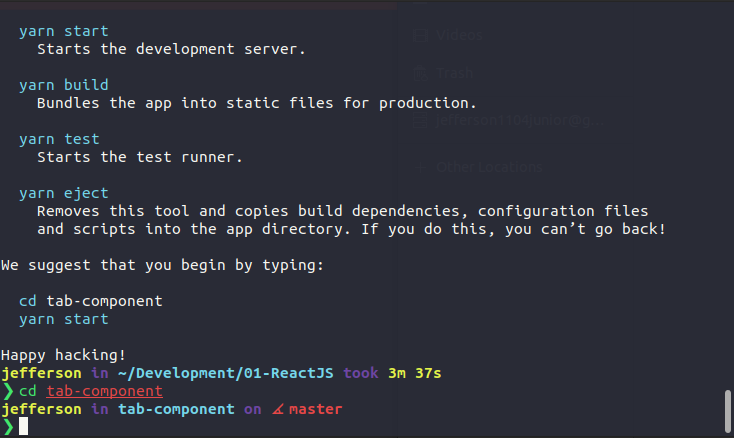 Videos
yarn start
Starts the development server.
Trash
yarn build
Bundles the app into static files for production.
yarn test
Starts the test runner.
Other Locations
yarn eject
Removes this tool and copies build dependencies, configuration files
and scripts into the app directory. If you do this, you can’t go back!
We suggest that you begin by typing:
cd tab-component
yarn start
Happy hacking!
jefferson in ~/Development/01-ReactJS took 3m 37s
❯ cd tab-component
jefferson in tab-component on master
❯